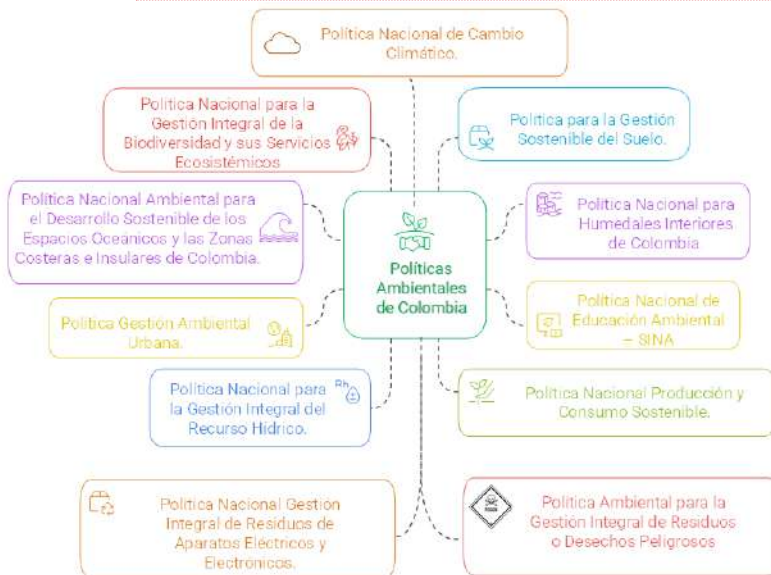 Política Nacional de Cambio
Climático.
Política Nacional para la
Gestión Integral de la
Biodiversidad y sus Servicios
Ecosistémicos
Política para la Gestión
Sostenible del Suelo.
Política Nacional Ambiental para
el Desarrollo Sostenible de los
Espacios Oceánicos y las Zonas
Costeras e Insulares de Colombia.
Política Nacional para
Humedales Interiores
de Colombia
Políticas
Ambientales
de Colombia
Política Gestión Ambiental
Urbana.
Política Nacional de
Educación Ambiental
– SINA
Política Nacional para
la Gestión Integral del
Recurso Hídrico.
Rh
Política Nacional Producción y
Consumo Sostenible.
Política Nacional Gestión
Integral de Residuos de
Aparatos Eléctricos y
Electrónicos.
Política Ambiental para la
Gestión Integral de Residuos
o Desechos Peligrosos